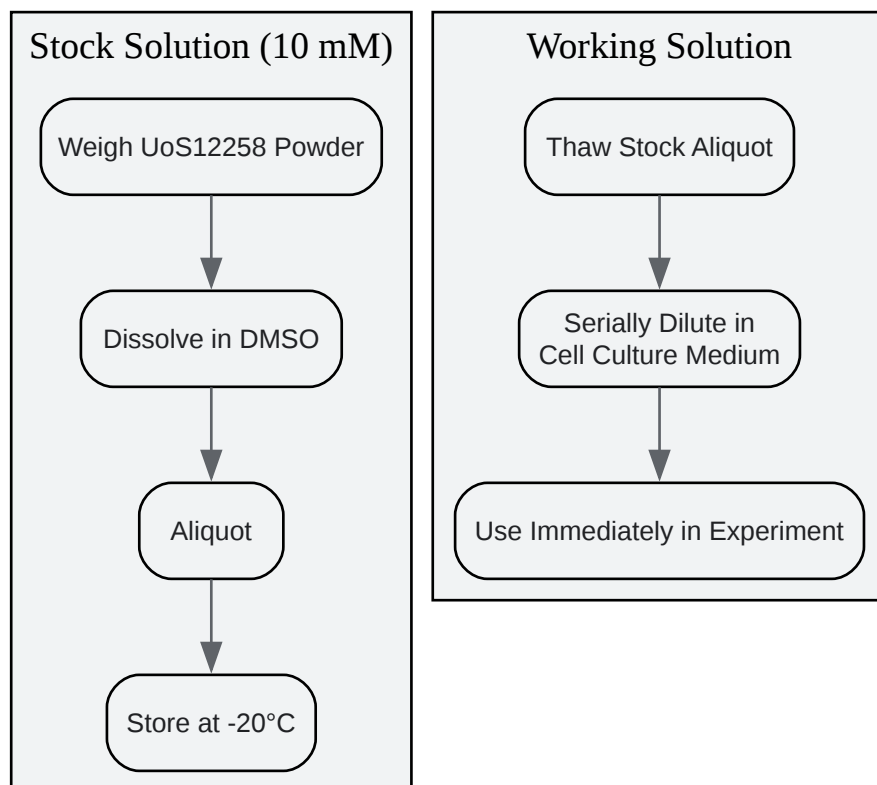 Stock Solution (10 mM)
Weigh UoS12258 Powder
Dissolve in DMSO
Aliquot
Store at -20°C
Working Solution
Thaw Stock Aliquot
Serially Dilute in
Cell Culture Medium
Use Immediately in Experiment